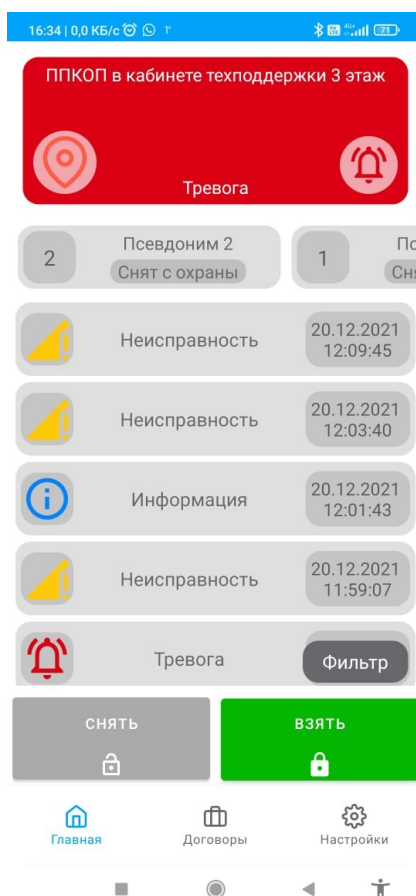 16:34 | 0,0 КБ/с
4G+
71
ППКОП в кабинете техподдержки 3 этаж
Тревога
2
Псевдоним 2
Снят с охраны
1
Неисправность
20.12.2021
12:09:45
Неисправность
20.12.2021
12:03:40
Информация
20.12.2021
12:01:43
Неисправность
20.12.2021
11:59:07
Тревога
Фильтр
СНЯТЬ
ВЗЯТЬ
Главная
Договоры
Настройки